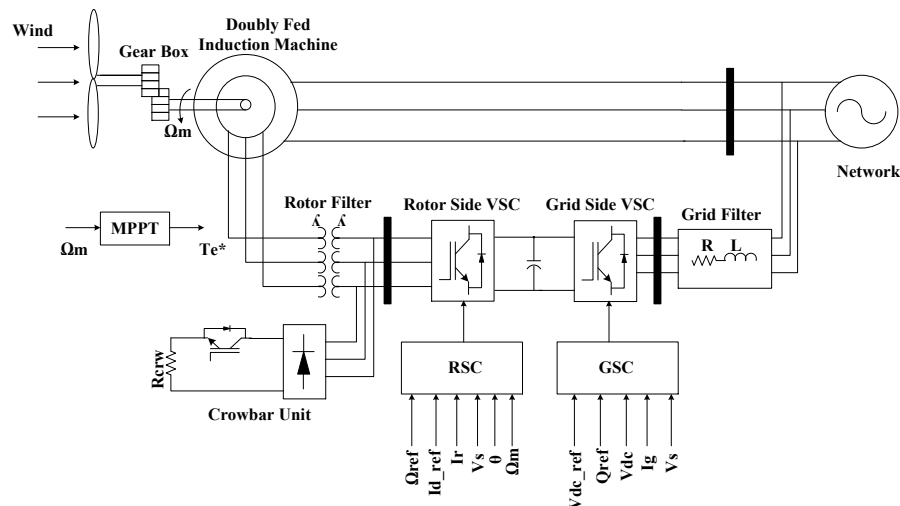 Doubly Fed
Induction Machine
Wind
Gear Box
Ωm
Network
Rotor Filter
Rotor Side VSC
Grid Side VSC
Grid Filter
R L
MPPT
Ωm
Te*
Rcrw
Crowbar Unit
RSC
GSC
Ωref
Id_ref
Ir
Vs
θ
Ωm
Vdc_ref
Qref
Vdc
Ig
Vs